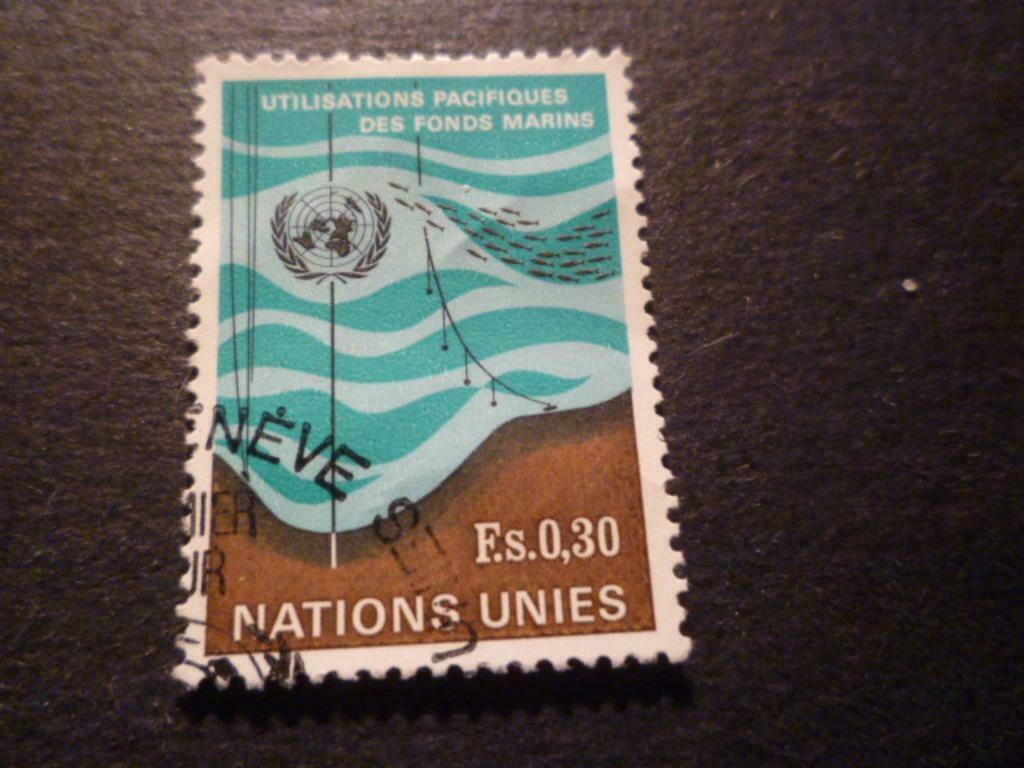 UTILISATIONS PACIFIQUES
DES FONDS MARINS
NÈVE
F.s.0,30
NATIONS UNIES